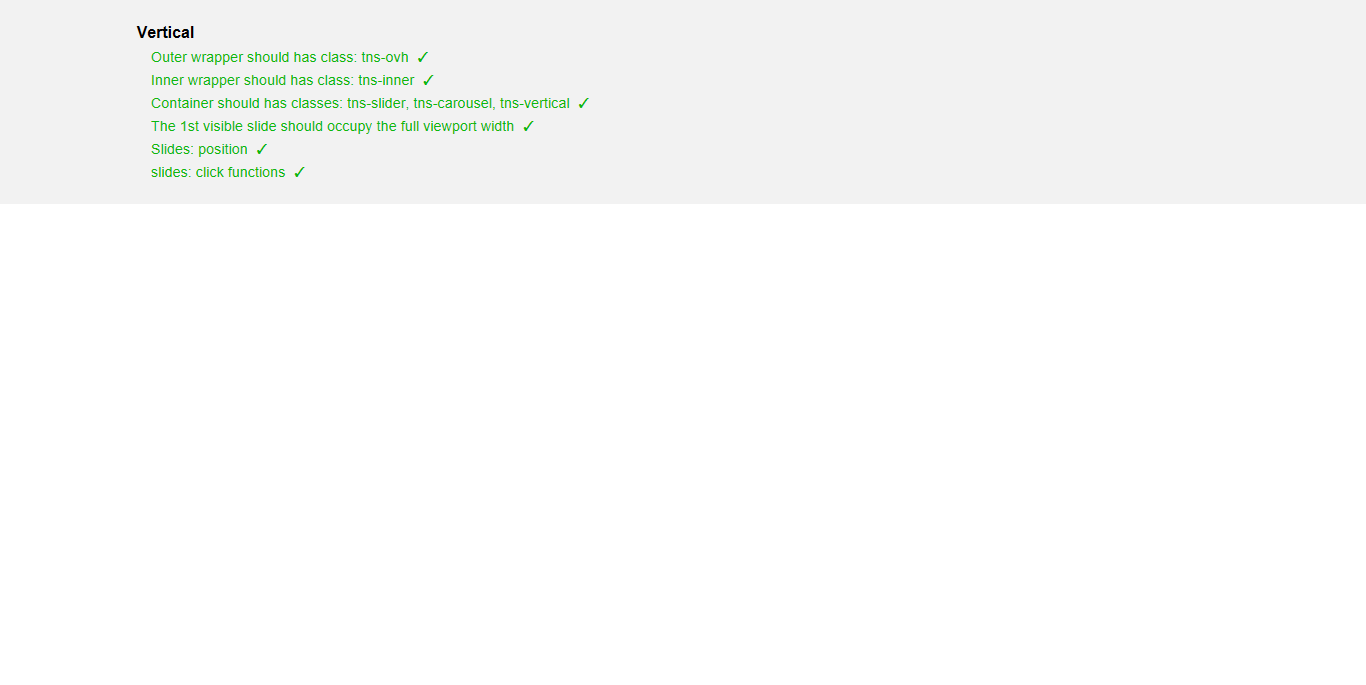 Vertical
Outer wrapper should has class: tns-ovh ✓
Inner wrapper should has class: tns-inner ✓
Container should has classes: tns-slider, tns-carousel, tns-vertical ✓
The 1st visible slide should occupy the full viewport width ✓
Slides: position ✓
slides: click functions ✓